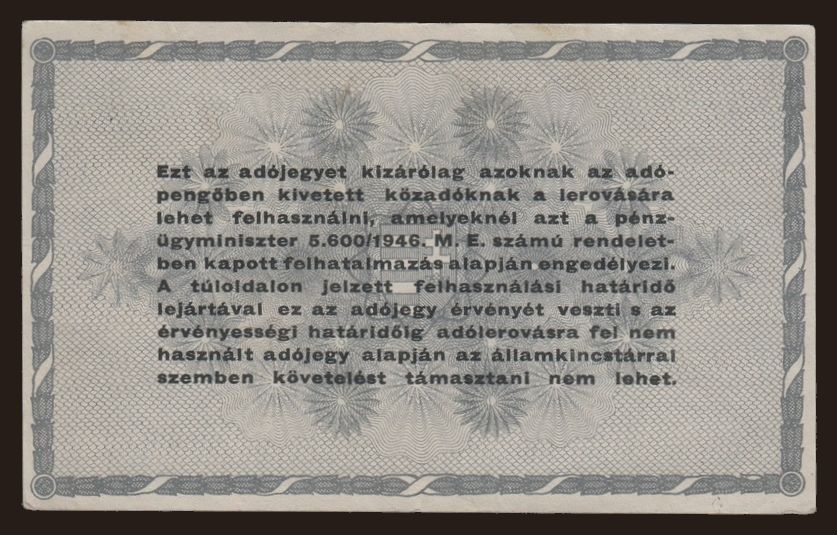 Ezt az adójegyet kizárólag azoknak az adó-
pengőben kivetett közadóknak a lerovására
lehet felhasználni, amelyeknél azt a pénz-
ügyminiszter 5.600/1946. M. E. számú rendelet-
ben kapott felhatalmazás alapján engedélyezi.
A túloldalon jelzett felhasználási határidő
lejártával ez az adójegy érvényét veszti s az
érvényességi határidőig adólerovásra fel nem
használt adójegy alapján az államkincstárral
szemben követelést támasztani nem lehet.